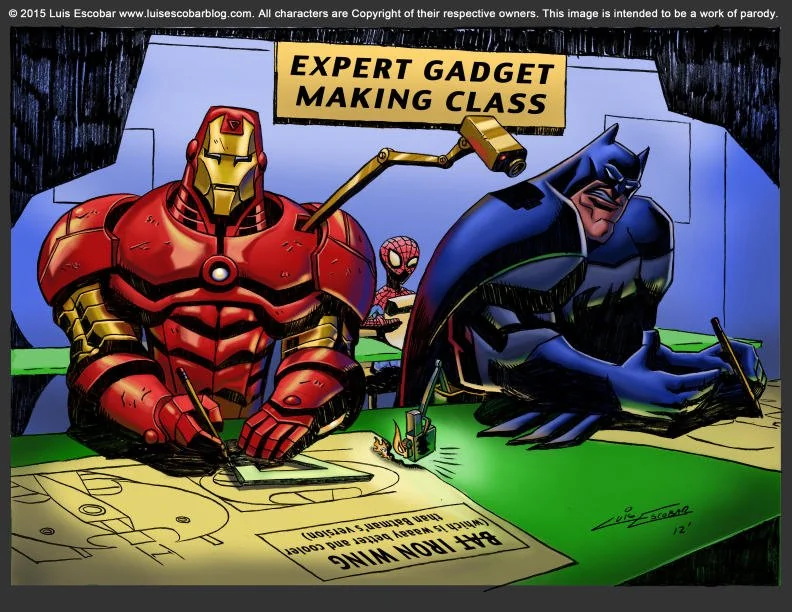 © 2015 Luis Escobar www.luisescobarblog.com. All characters are Copyright of their respective owners. This image is intended to be a work of parody.
EXPERT GADGET
MAKING CLASS
BAT IRON WING
(which is waaay better and cooler
than Batman's version)
LUIS ESCOBAR
12'